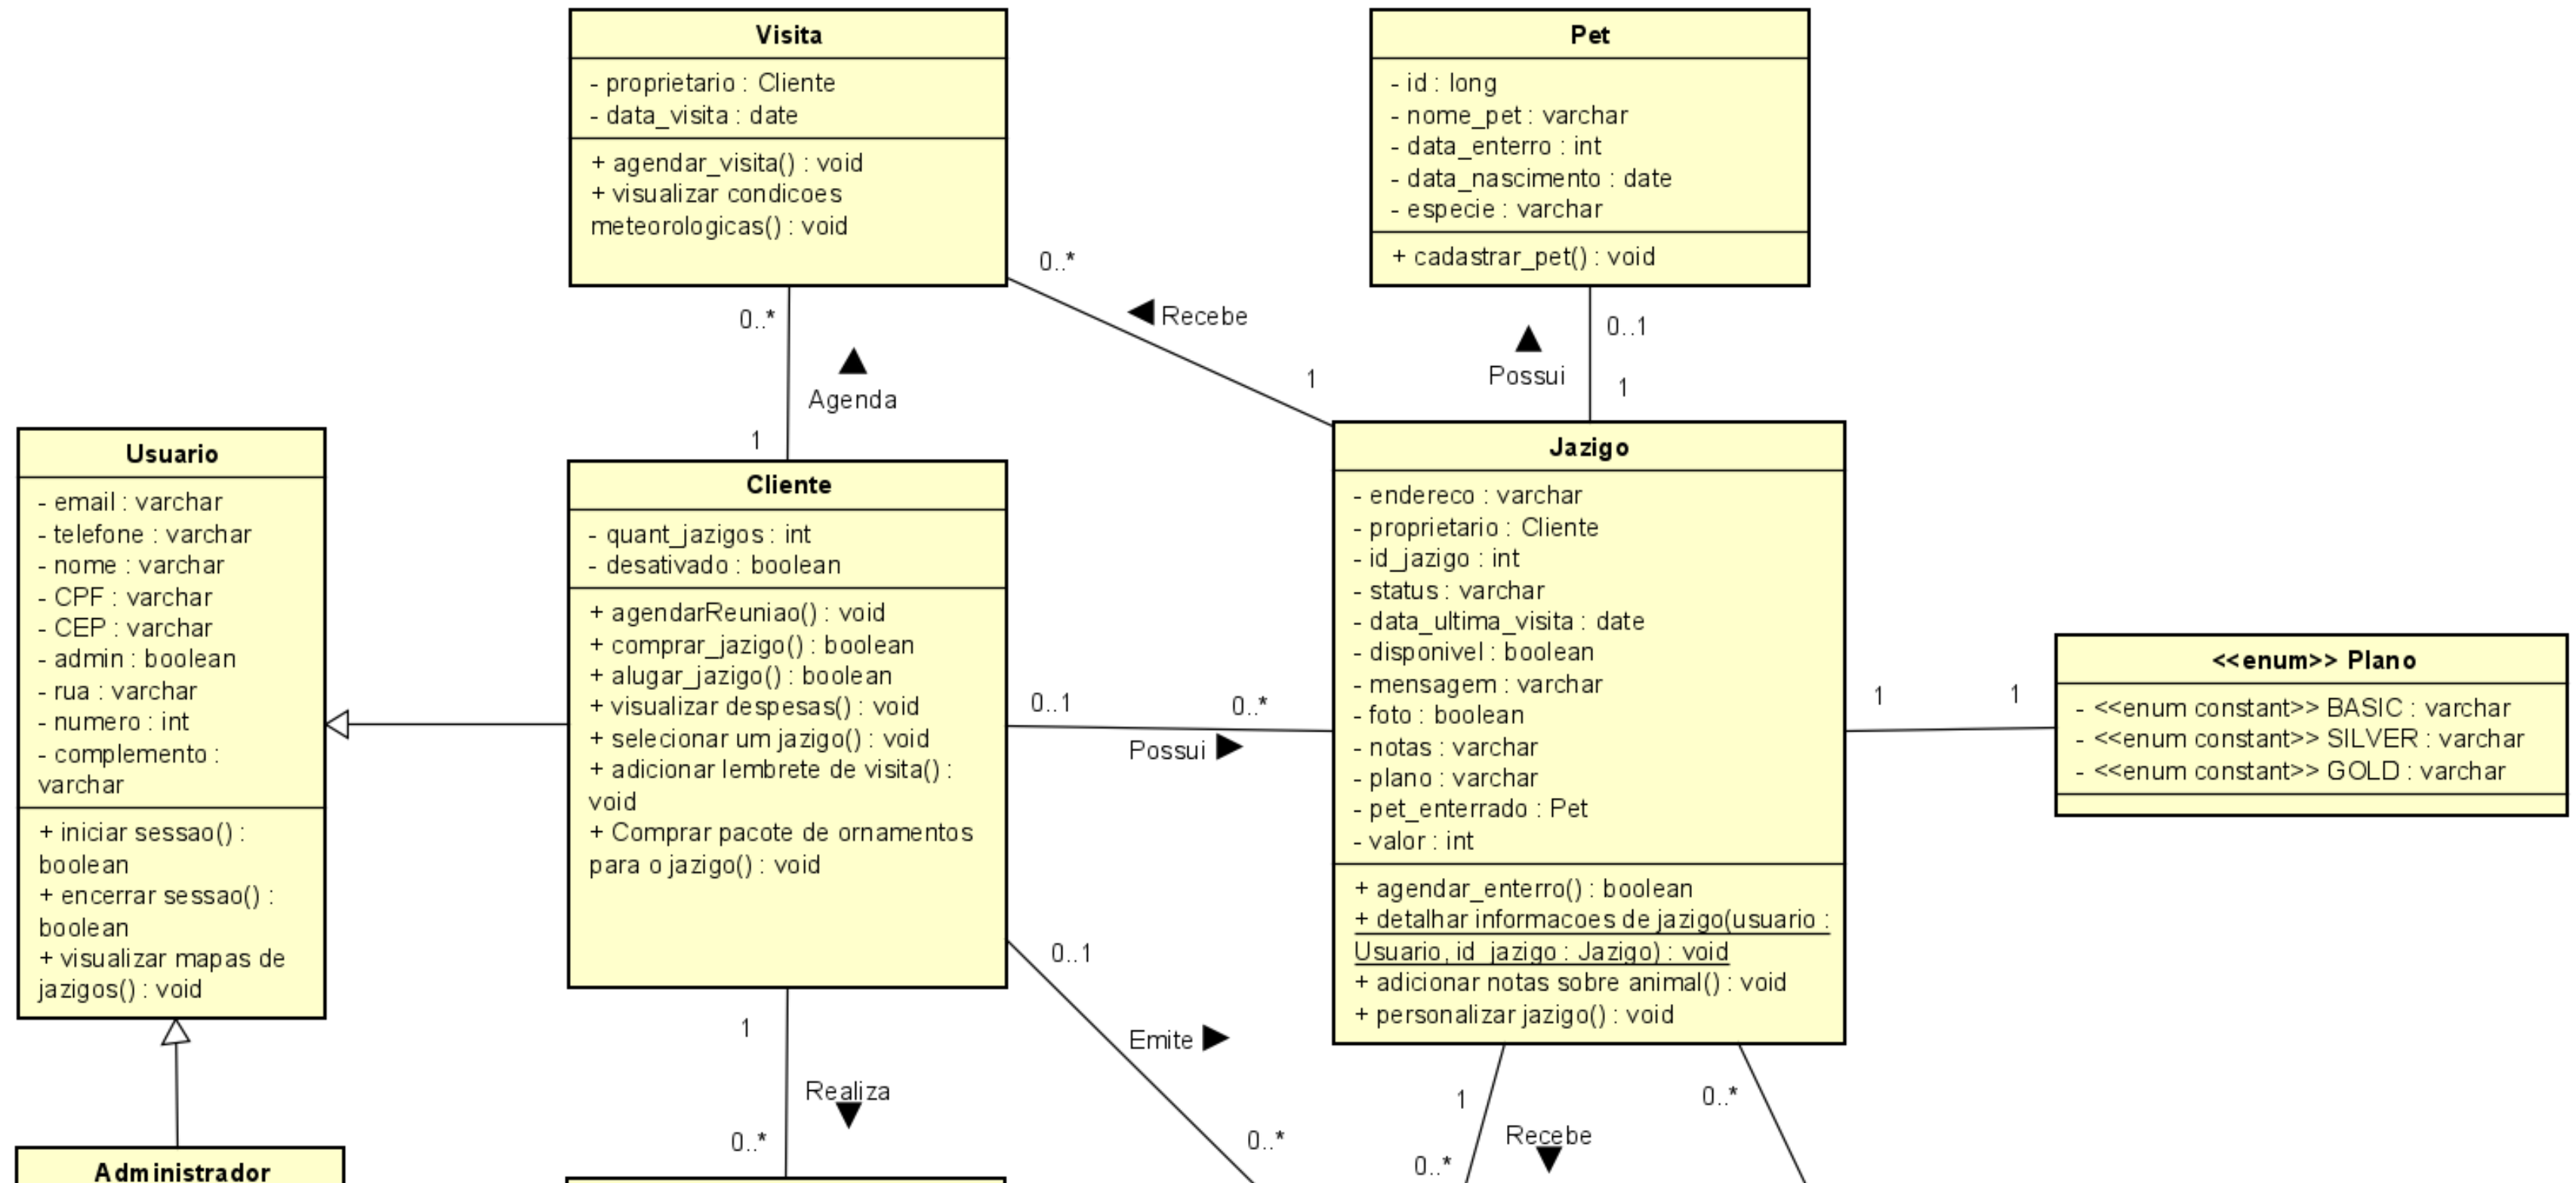 Visita
- proprietario : Cliente
- data_visita : date
+ agendar_visita() : void
+ visualizar condicoes
meteorologicas() : void
Pet
- id : long
- nome_pet : varchar
- data_enterro : int
- data_nascimento : date
- especie : varchar
+ cadastrar_pet() : void
0..*
Recebe
1
0..*
Agenda
1
0..1
Possui
1
Usuario
- email : varchar
- telefone : varchar
- nome : varchar
- CPF : varchar
- CEP : varchar
- admin : boolean
- rua : varchar
- numero : int
- complemento :
varchar
+ iniciar sessao() :
boolean
+ encerrar sessao() :
boolean
+ visualizar mapas de
jazigos() : void
Cliente
- quant_jazigos : int
- desativado : boolean
+ agendarReuniao() : void
+ comprar_jazigo() : boolean
+ alugar_jazigo() : boolean
+ visualizar despesas() : void
+ selecionar um jazigo() : void
+ adicionar lembrete de visita() :
void
+ Comprar pacote de ornamentos
para o jazigo() : void
0..1
0..*
Possui
Jazigo
- endereco : varchar
- proprietario : Cliente
- id_jazigo : int
- status : varchar
- data_ultima_visita : date
- disponivel : boolean
- mensagem : varchar
- foto : boolean
- notas : varchar
- plano : varchar
- pet_enterrado : Pet
- valor : int
+ agendar_enterro() : boolean
+ detalhar informacoes de jazigo(usuario :
Usuario, id_jazigo : Jazigo) : void
+ adicionar notas sobre animal() : void
+ personalizar jazigo() : void
1
1
<<enum>> Plano
- <<enum constant>> BASIC : varchar
- <<enum constant>> SILVER : varchar
- <<enum constant>> GOLD : varchar
0..1
Emite
0..*
1
Realiza
0..*
1
Recebe
0..*
0..*
Administrador